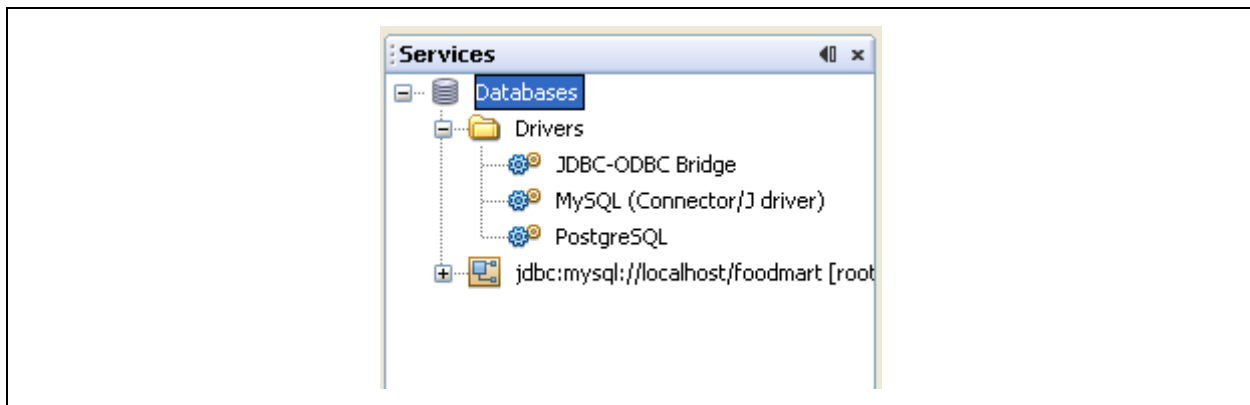 Services
Databases
Drivers
JDBC-ODBC Bridge
MySQL (Connector/J driver)
PostgreSQL
jdbc:mysql://localhost/foodmart [root